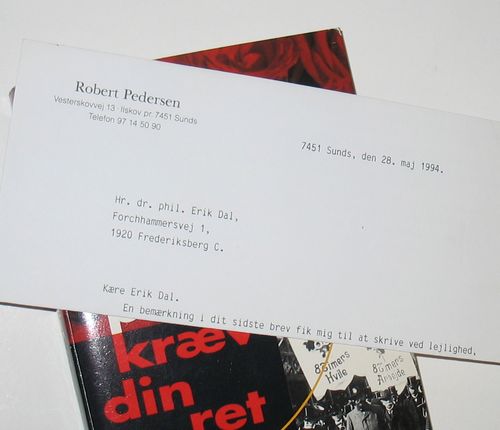 Robert Pedersen
Vesterskovvej 13 · Ilskov pr. 7451 Sunds
Telefon 97 14 50 90
7451 Sunds, den 28. maj 1994.
Hr. dr. phil. Erik Dal,
Forchhammersvej 1,
1920 Frederiksberg C.
Kære Erik Dal.
En bemærkning i dit sidste brev fik mig til at skrive ved lejlighed,
kræv
din
ret
8 Timers
Hvile
8 Timers
Arbejde